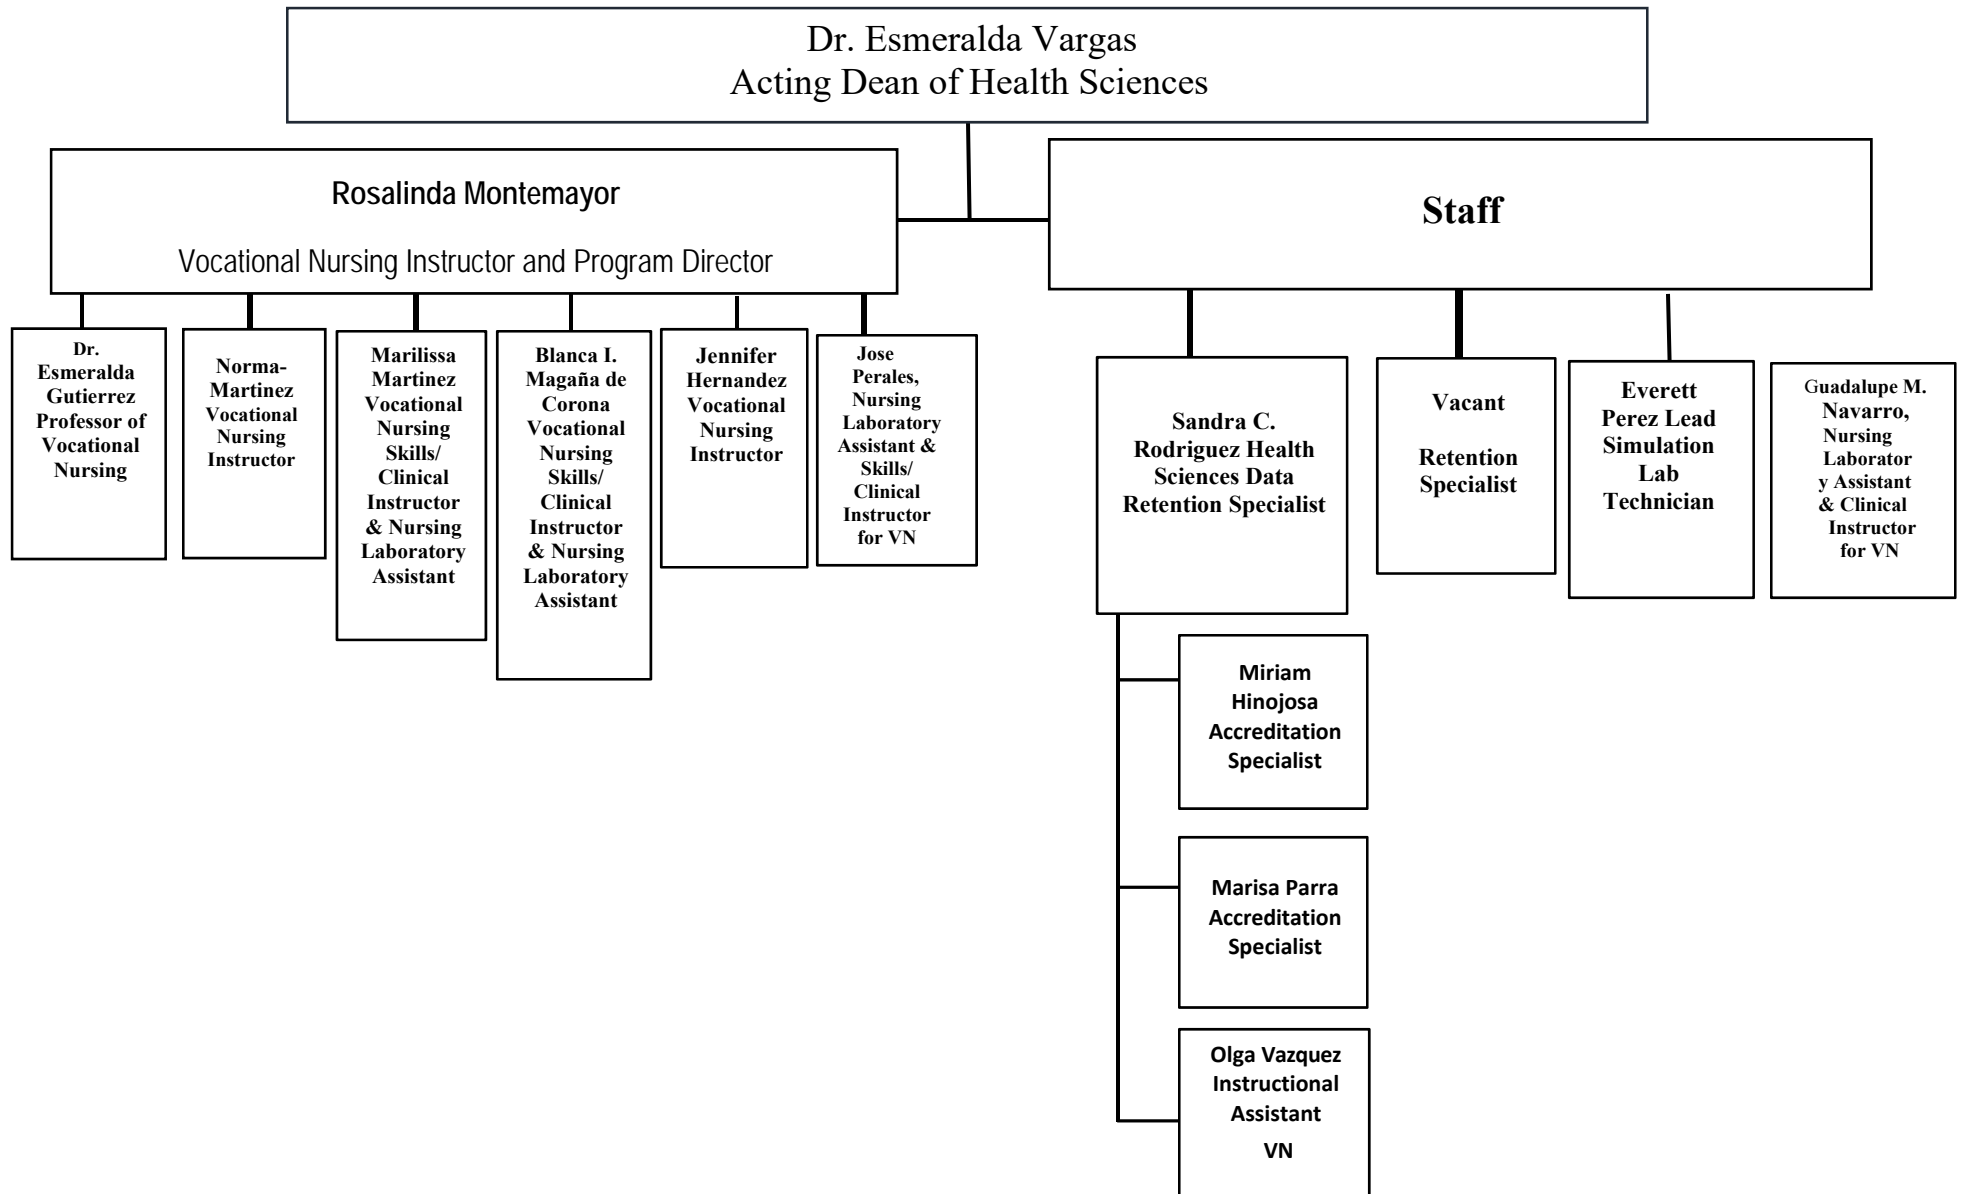 Dr. Esmeralda Vargas
Acting Dean of Health Sciences
Rosalinda Montemayor
Vocational Nursing Instructor and Program Director
Staff
Dr.
Esmeralda
Gutierrez
Professor of
Vocational
Nursing
Norma-
Martinez
Vocational
Nursing
Instructor
Marilissa
Martinez
Vocational
Nursing
Skills/
Clinical
Instructor
& Nursing
Laboratory
Assistant
Blanca I.
Magaña de
Corona
Vocational
Nursing
Skills/
Clinical
Instructor
& Nursing
Laboratory
Assistant
Jennifer
Hernandez
Vocational
Nursing
Instructor
Jose
Perales,
Nursing
Laboratory
Assistant &
Skills/
Clinical
Instructor
for VN
Sandra C.
Rodriguez Health
Sciences Data
Retention Specialist
Vacant
Retention
Specialist
Everett
Perez Lead
Simulation
Lab
Technician
Guadalupe M.
Navarro,
Nursing
Laborator
y Assistant
& Clinical
Instructor
for VN
Miriam
Hinojosa
Accreditation
Specialist
Marisa Parra
Accreditation
Specialist
Olga Vazquez
Instructional
Assistant
VN